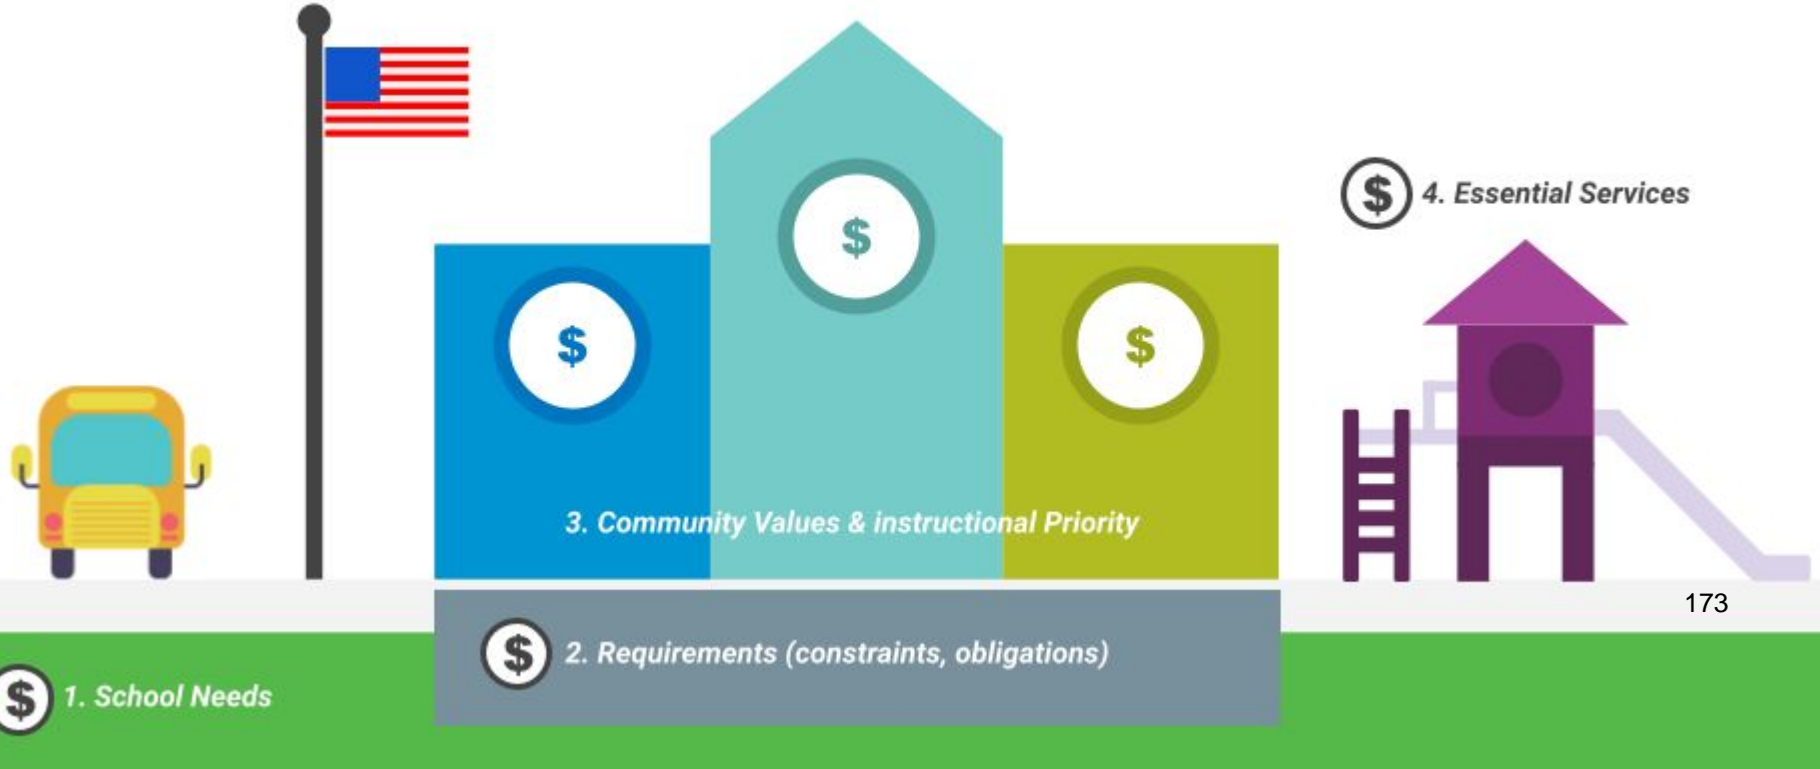 $
$ 4. Essential Services
$
$
3. Community Values & instructional Priority
173
$ 2. Requirements (constraints, obligations)
$ 1. School Needs